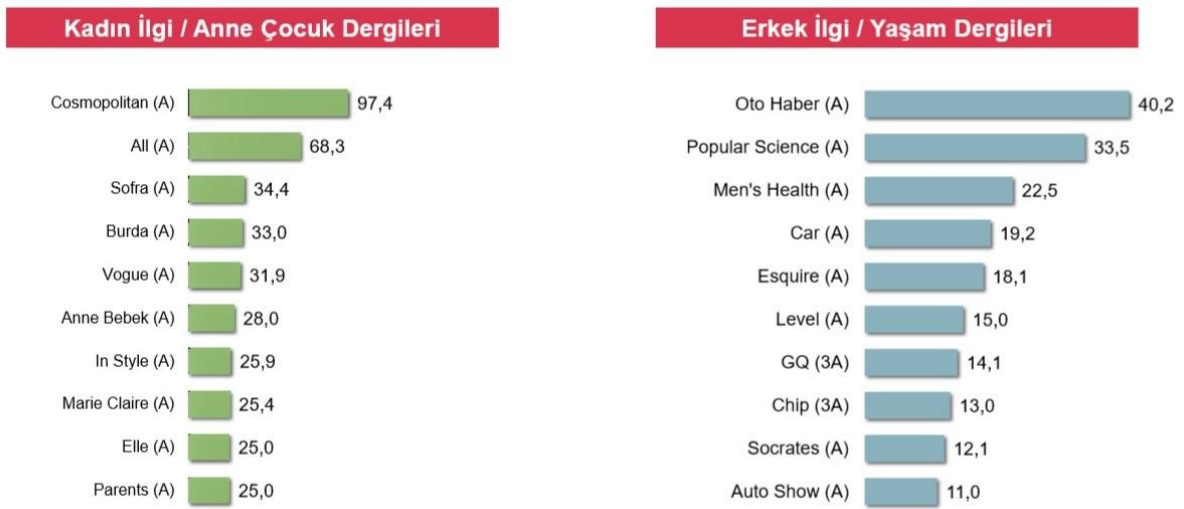 Kadın İlgi / Anne Çocuk Dergileri
Cosmopolitan (A) 97,4
All (A) 68,3
Sofra (A) 34,4
Burda (A) 33,0
Vogue (A) 31,9
Anne Bebek (A) 28,0
In Style (A) 25,9
Marie Claire (A) 25,4
Elle (A) 25,0
Parents (A) 25,0
Erkek İlgi / Yaşam Dergileri
Oto Haber (A) 40,2
Popular Science (A) 33,5
Men's Health (A) 22,5
Car (A) 19,2
Esquire (A) 18,1
Level (A) 15,0
GQ (3A) 14,1
Chip (3A) 13,0
Socrates (A) 12,1
Auto Show (A) 11,0